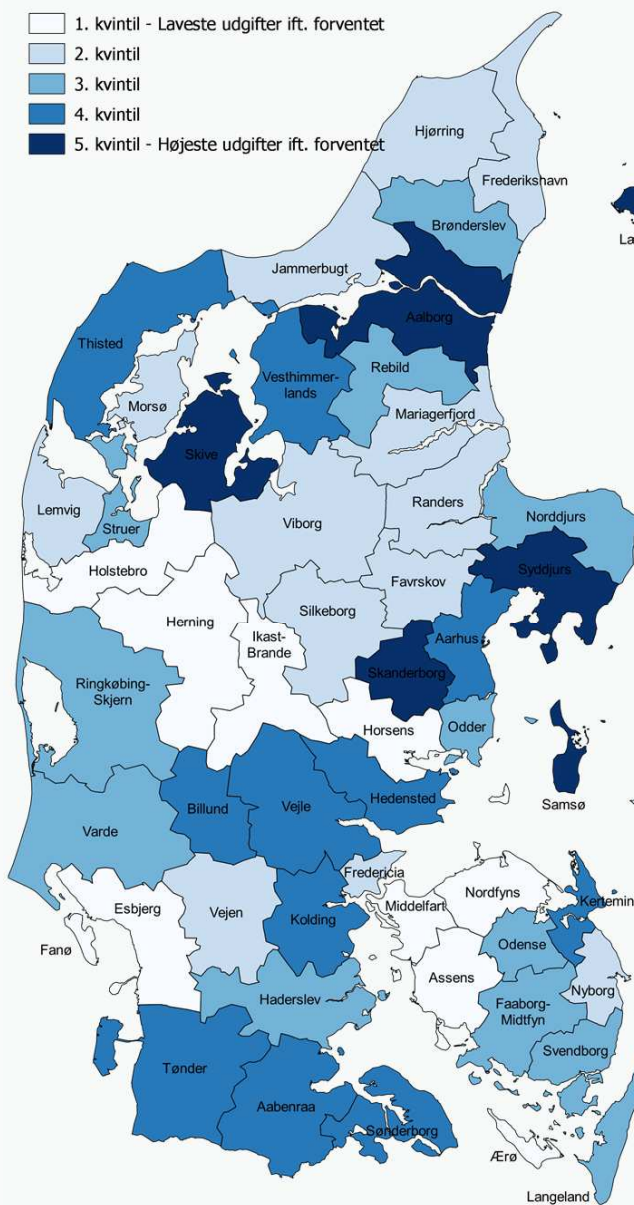 1. kvintil - Laveste udgifter ift. forventet
2. kvintil
3. kvintil
4. kvintil
5. kvintil - Højeste udgifter ift. forventet
Hjørring
Frederikshavn
Brønderslev
Læ
Jammerbugt
Aalborg
Thisted
Vesthimmer-
lands
Rebild
Morsø
Mariagerfjord
Skive
Lemvig
Struer
Viborg
Randers
Norddjurs
Holstebro
Favrskov
Syddjurs
Herning
Silkeborg
Ikast-
Brande
Aarhus
Skanderborg
Ringkøbing-
Skjern
Horsens
Odder
Samsø
Billund
Vejle
Hedensted
Varde
Fredericia
Esbjerg
Vejen
Kolding
Middelfart
Nordfyns
Kertemin
Fanø
Odense
Assens
Nyborg
Haderslev
Faaborg-
Midtfyn
Svendborg
Tønder
Aabenraa
Sønderborg
Ærø
Langeland